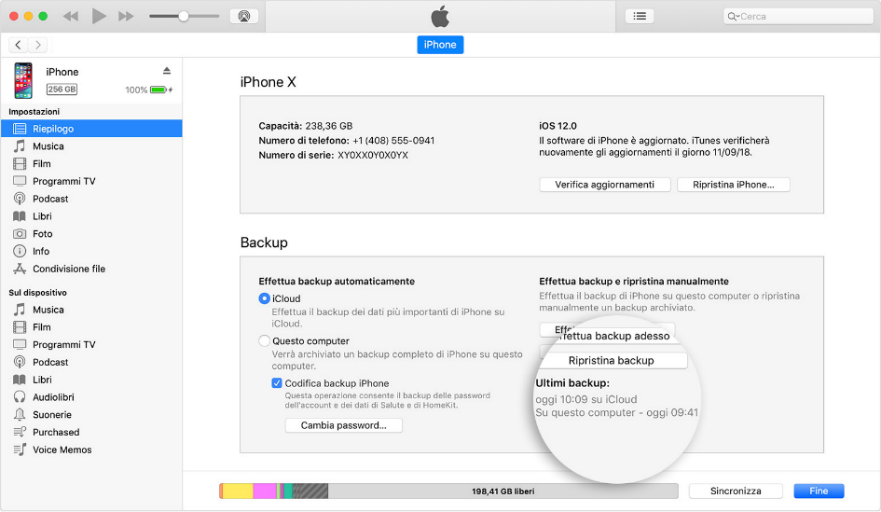 Cerca
iPhone
iPhone
256 GB
100%
Impostazioni
Riepilogo
Musica
Film
Programmi TV
Podcast
Libri
Foto
Info
Condivisione file
Sul dispositivo
Musica
Film
Programmi TV
Podcast
Libri
Audiolibri
Suonerie
Purchased
Voice Memos
iPhone X
Capacità: 238,36 GB
Numero di telefono: +1 (408) 555-0941
Numero di serie: XY0XX0Y0X0YX
iOS 12.0
Il software di iPhone è aggiornato. iTunes verificherà
nuovamente gli aggiornamenti il giorno 11/09/18.
Verifica aggiornamenti
Ripristina iPhone...
Backup
Effettua backup automaticamente
iCloud
Effettua il backup dei dati più importanti di iPhone su
iCloud.
Questo computer
Verrà archiviato un backup completo di iPhone su questo
computer.
Codifica backup iPhone
Questa operazione consente il backup delle password
dell'account e dei dati di Salute e di HomeKit.
Cambia password...
Effettua backup e ripristina manualmente
Effettua il backup di iPhone su questo computer o ripristina
manualmente un backup archiviato.
ettua backup adesso
Ripristina backup
Ultimi backup:
oggi 10:09 su iCloud
Su questo computer - oggi 09:41
198,41 GB liberi
Sincronizza
Fine